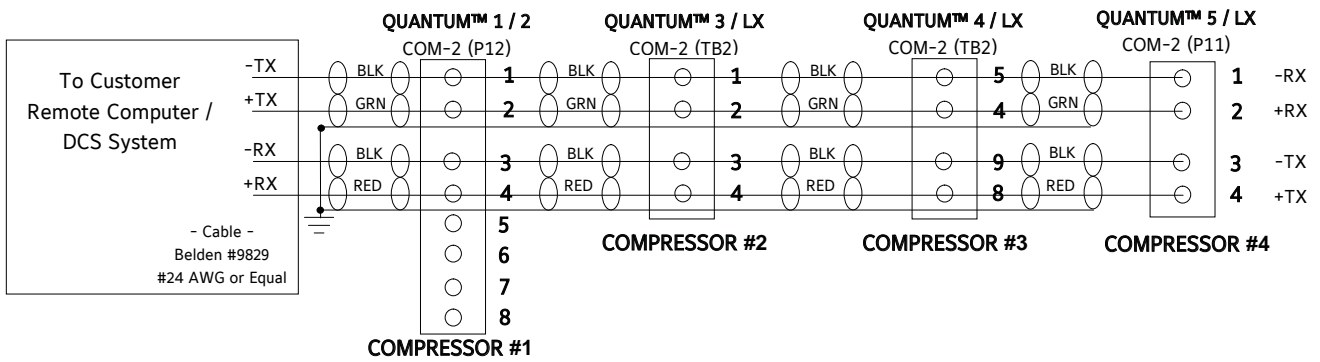 QUANTUM™ 1 / 2
COM-2 (P12)
QUANTUM™ 3 / LX
COM-2 (TB2)
QUANTUM™ 4 / LX
COM-2 (TB2)
QUANTUM™ 5 / LX
COM-2 (P11)
To Customer
Remote Computer /
DCS System
- Cable -
Belden #9829
#24 AWG or Equal
-TX BLK 1 BLK 1 BLK 5 BLK 1 -RX
+TX GRN 2 GRN 2 GRN 4 GRN 2 +RX
-RX BLK 3 BLK 3 BLK 9 BLK 3 -TX
+RX RED 4 RED 4 RED 8 RED 4 +TX
5
6
7
8
COMPRESSOR #1
COMPRESSOR #2
COMPRESSOR #3
COMPRESSOR #4